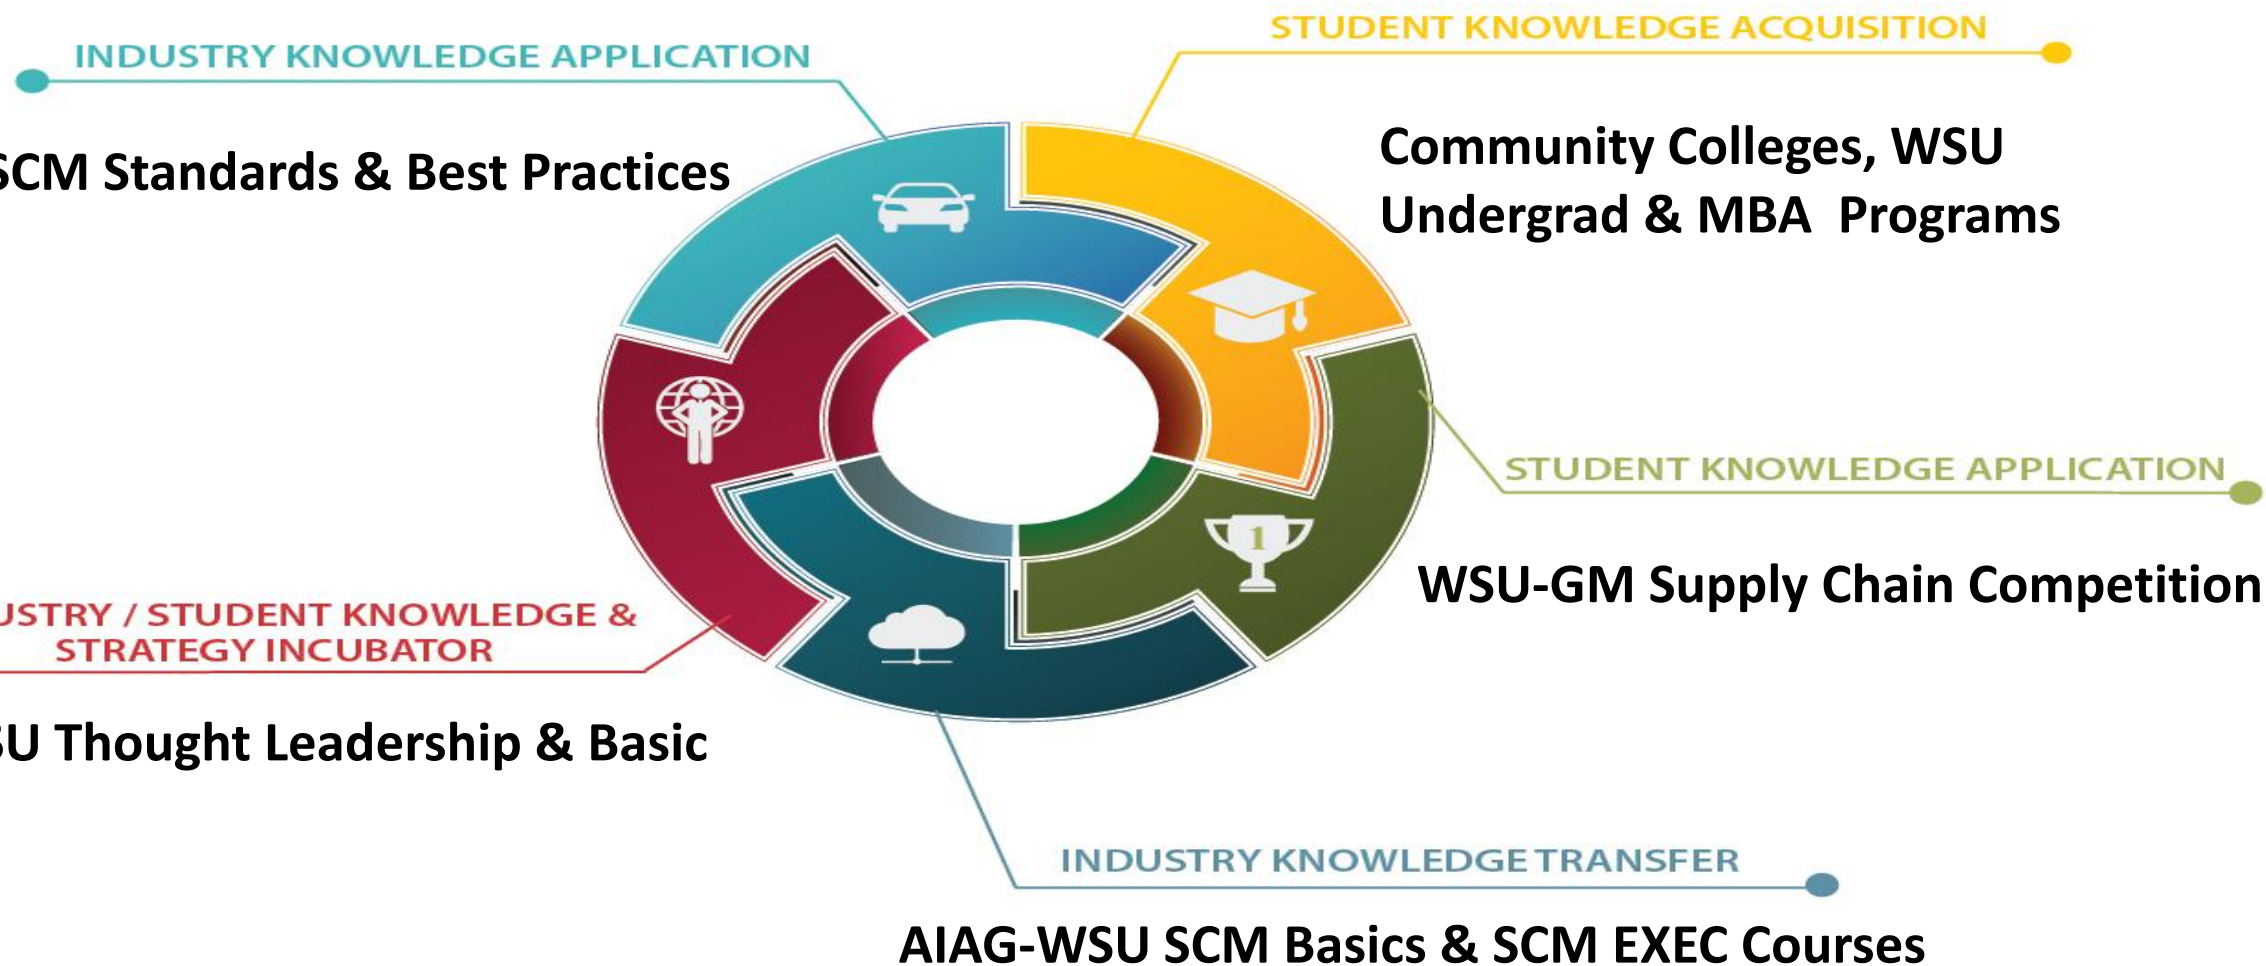 INDUSTRY KNOWLEDGE APPLICATION
SCM Standards & Best Practices
STUDENT KNOWLEDGE ACQUISITION
Community Colleges, WSU
Undergrad & MBA Programs
STUDENT KNOWLEDGE APPLICATION
WSU-GM Supply Chain Competition
1
/ STUDENT KNOWLEDGE &
STRATEGY INCUBATOR
Thought Leadership & Basic
INDUSTRY KNOWLEDGE TRANSFER
AIAG-WSU SCM Basics & SCM EXEC Courses